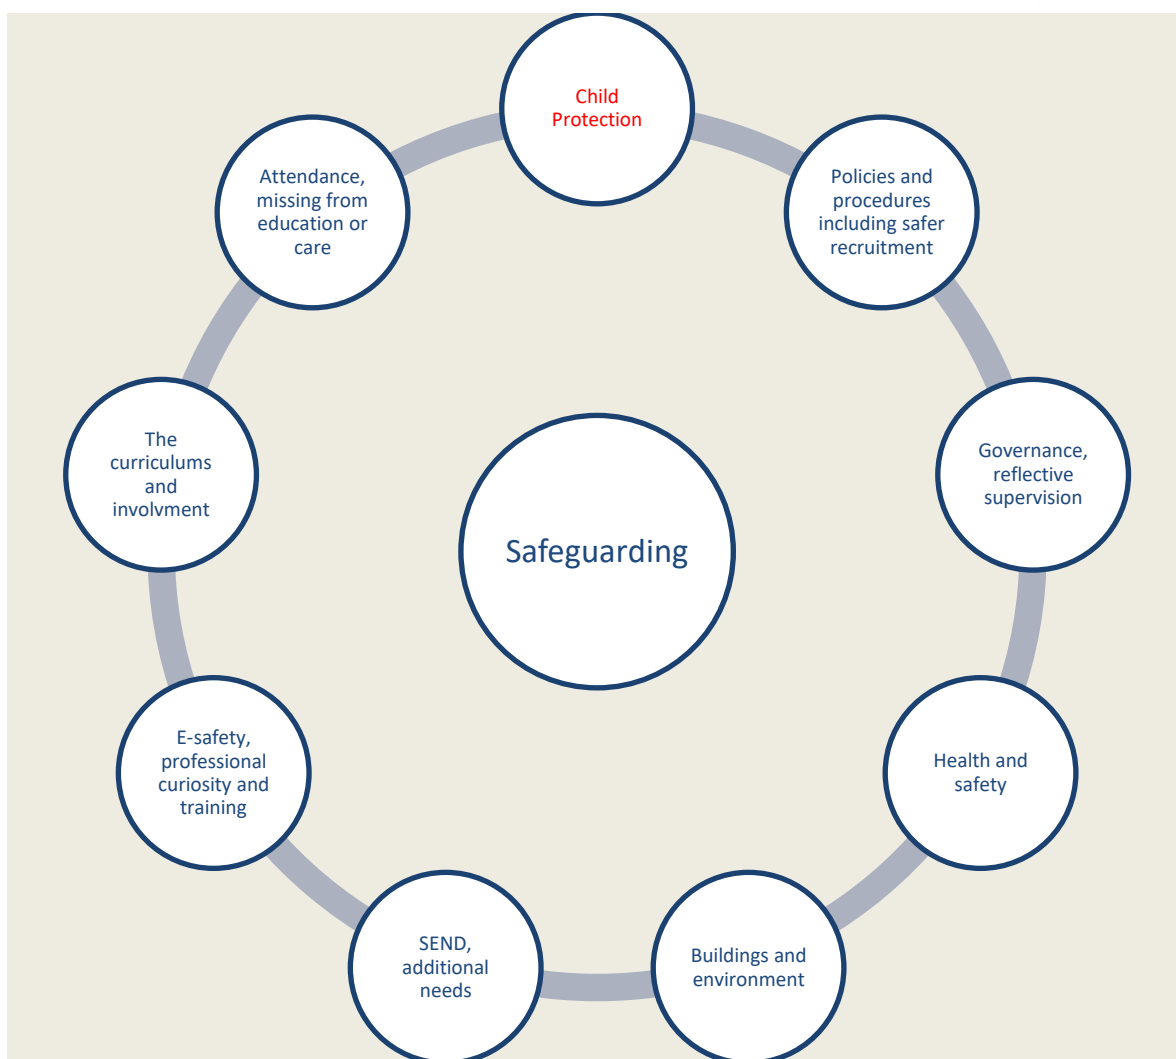 Child
Protection
Policies and
procedures
including safer
recruitment
Governance,
reflective
supervision
Health and
safety
Buildings and
environment
SEND,
additional
needs
E-safety,
professional
curiosity and
training
The
curriculums
and
involvment
Attendance,
missing from
education or
care
Safeguarding